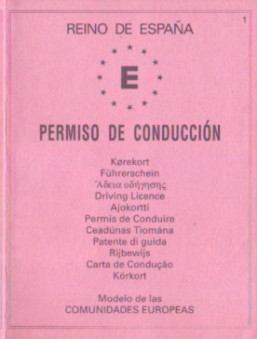 1
REINO DE ESPAÑA
E
PERMISO DE CONDUCCIÓN
Kørekort
Führerschein
Ἄδεια οδήγησης
Driving Licence
Ajokortti
Permis de Conduire
Ceadúnas Tiomána
Patente di guida
Rijbewijs
Carta de Condução
Körkort
Modelo de las
COMUNIDADES EUROPEAS